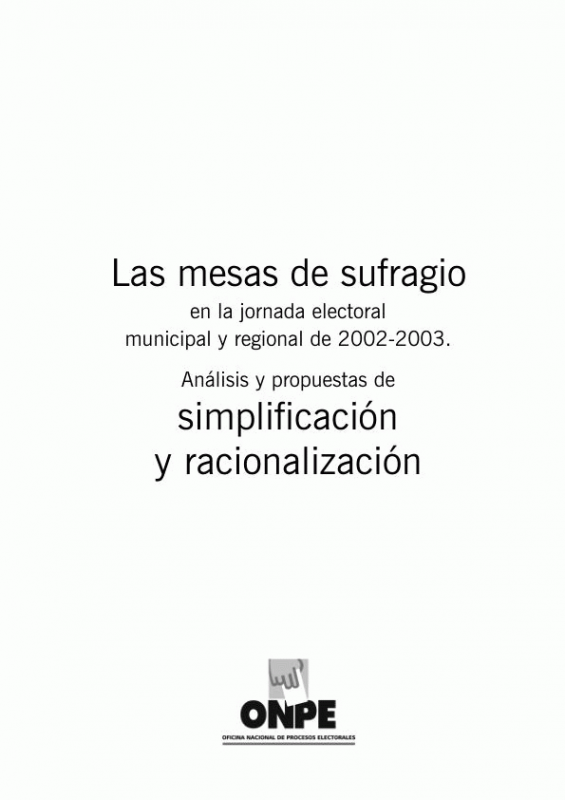 Las mesas de sufragio
en la jornada electoral
municipal y regional de 2002-2003.
Análisis y propuestas de
simplificación
y racionalización
ONPE
OFICINA NACIONAL DE PROCESOS ELECTORALES